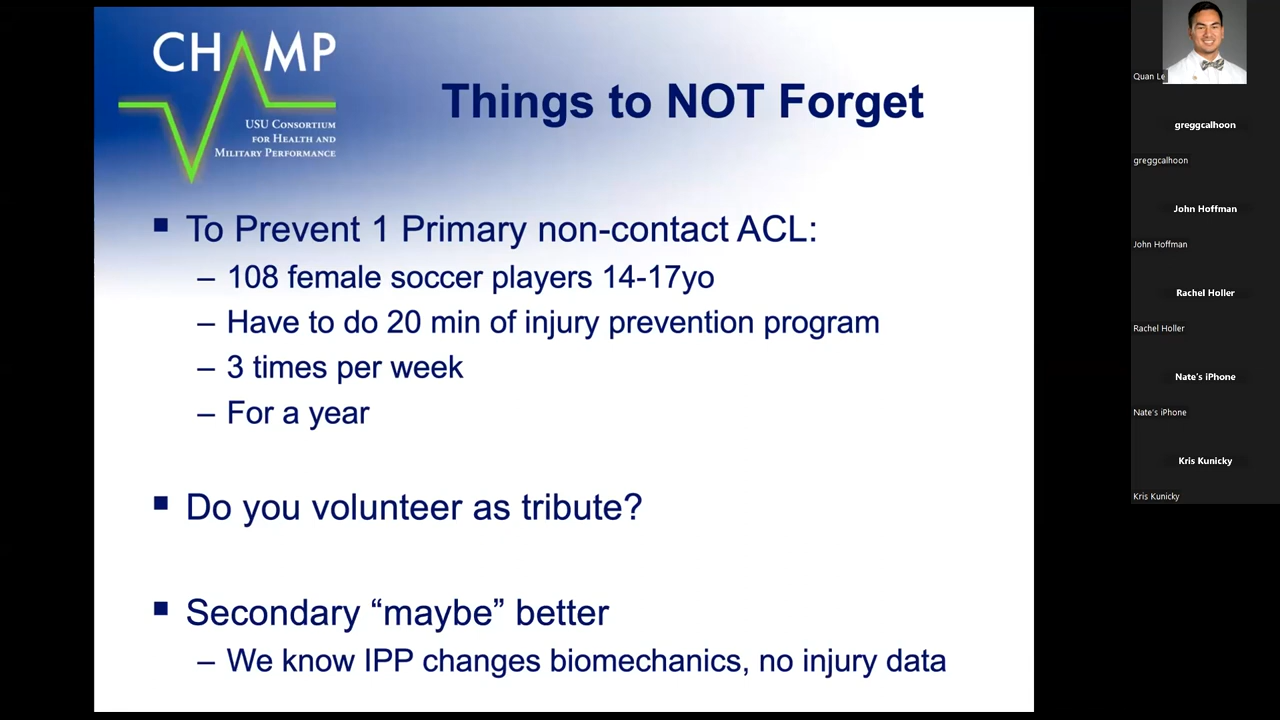 CHAMP
USU CONSORTIUM
FOR HEALTH AND
MILITARY PERFORMANCE
Things to NOT Forget
▪ To Prevent 1 Primary non-contact ACL:
– 108 female soccer players 14-17yo
– Have to do 20 min of injury prevention program
– 3 times per week
– For a year
▪ Do you volunteer as tribute?
▪ Secondary “maybe” better
– We know IPP changes biomechanics, no injury data
Quan Le
greggcalhoon
greggcalhoon
John Hoffman
John Hoffman
Rachel Holler
Rachel Holler
Nate's iPhone
Nate's iPhone
Kris Kunicky
Kris Kunicky